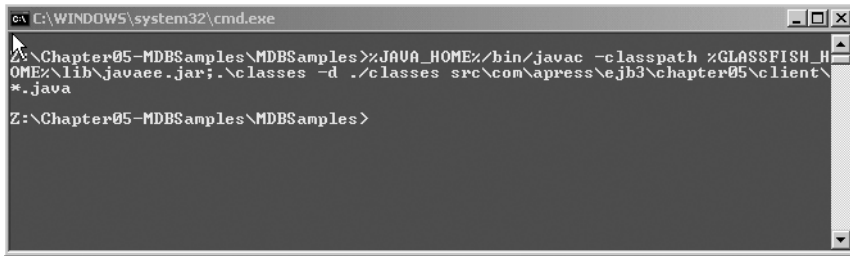 C:\WINDOWS\system32\cmd.exe
Z:\Chapter05-MDBSamples\MDBSamples>%JAVA_HOME%/bin/javac -classpath %GLASSFISH_H
OME%\lib\javaee.jar;.\classes -d ./classes src\com\apress\ejb3\chapter05\client\
*.java
Z:\Chapter05-MDBSamples\MDBSamples>